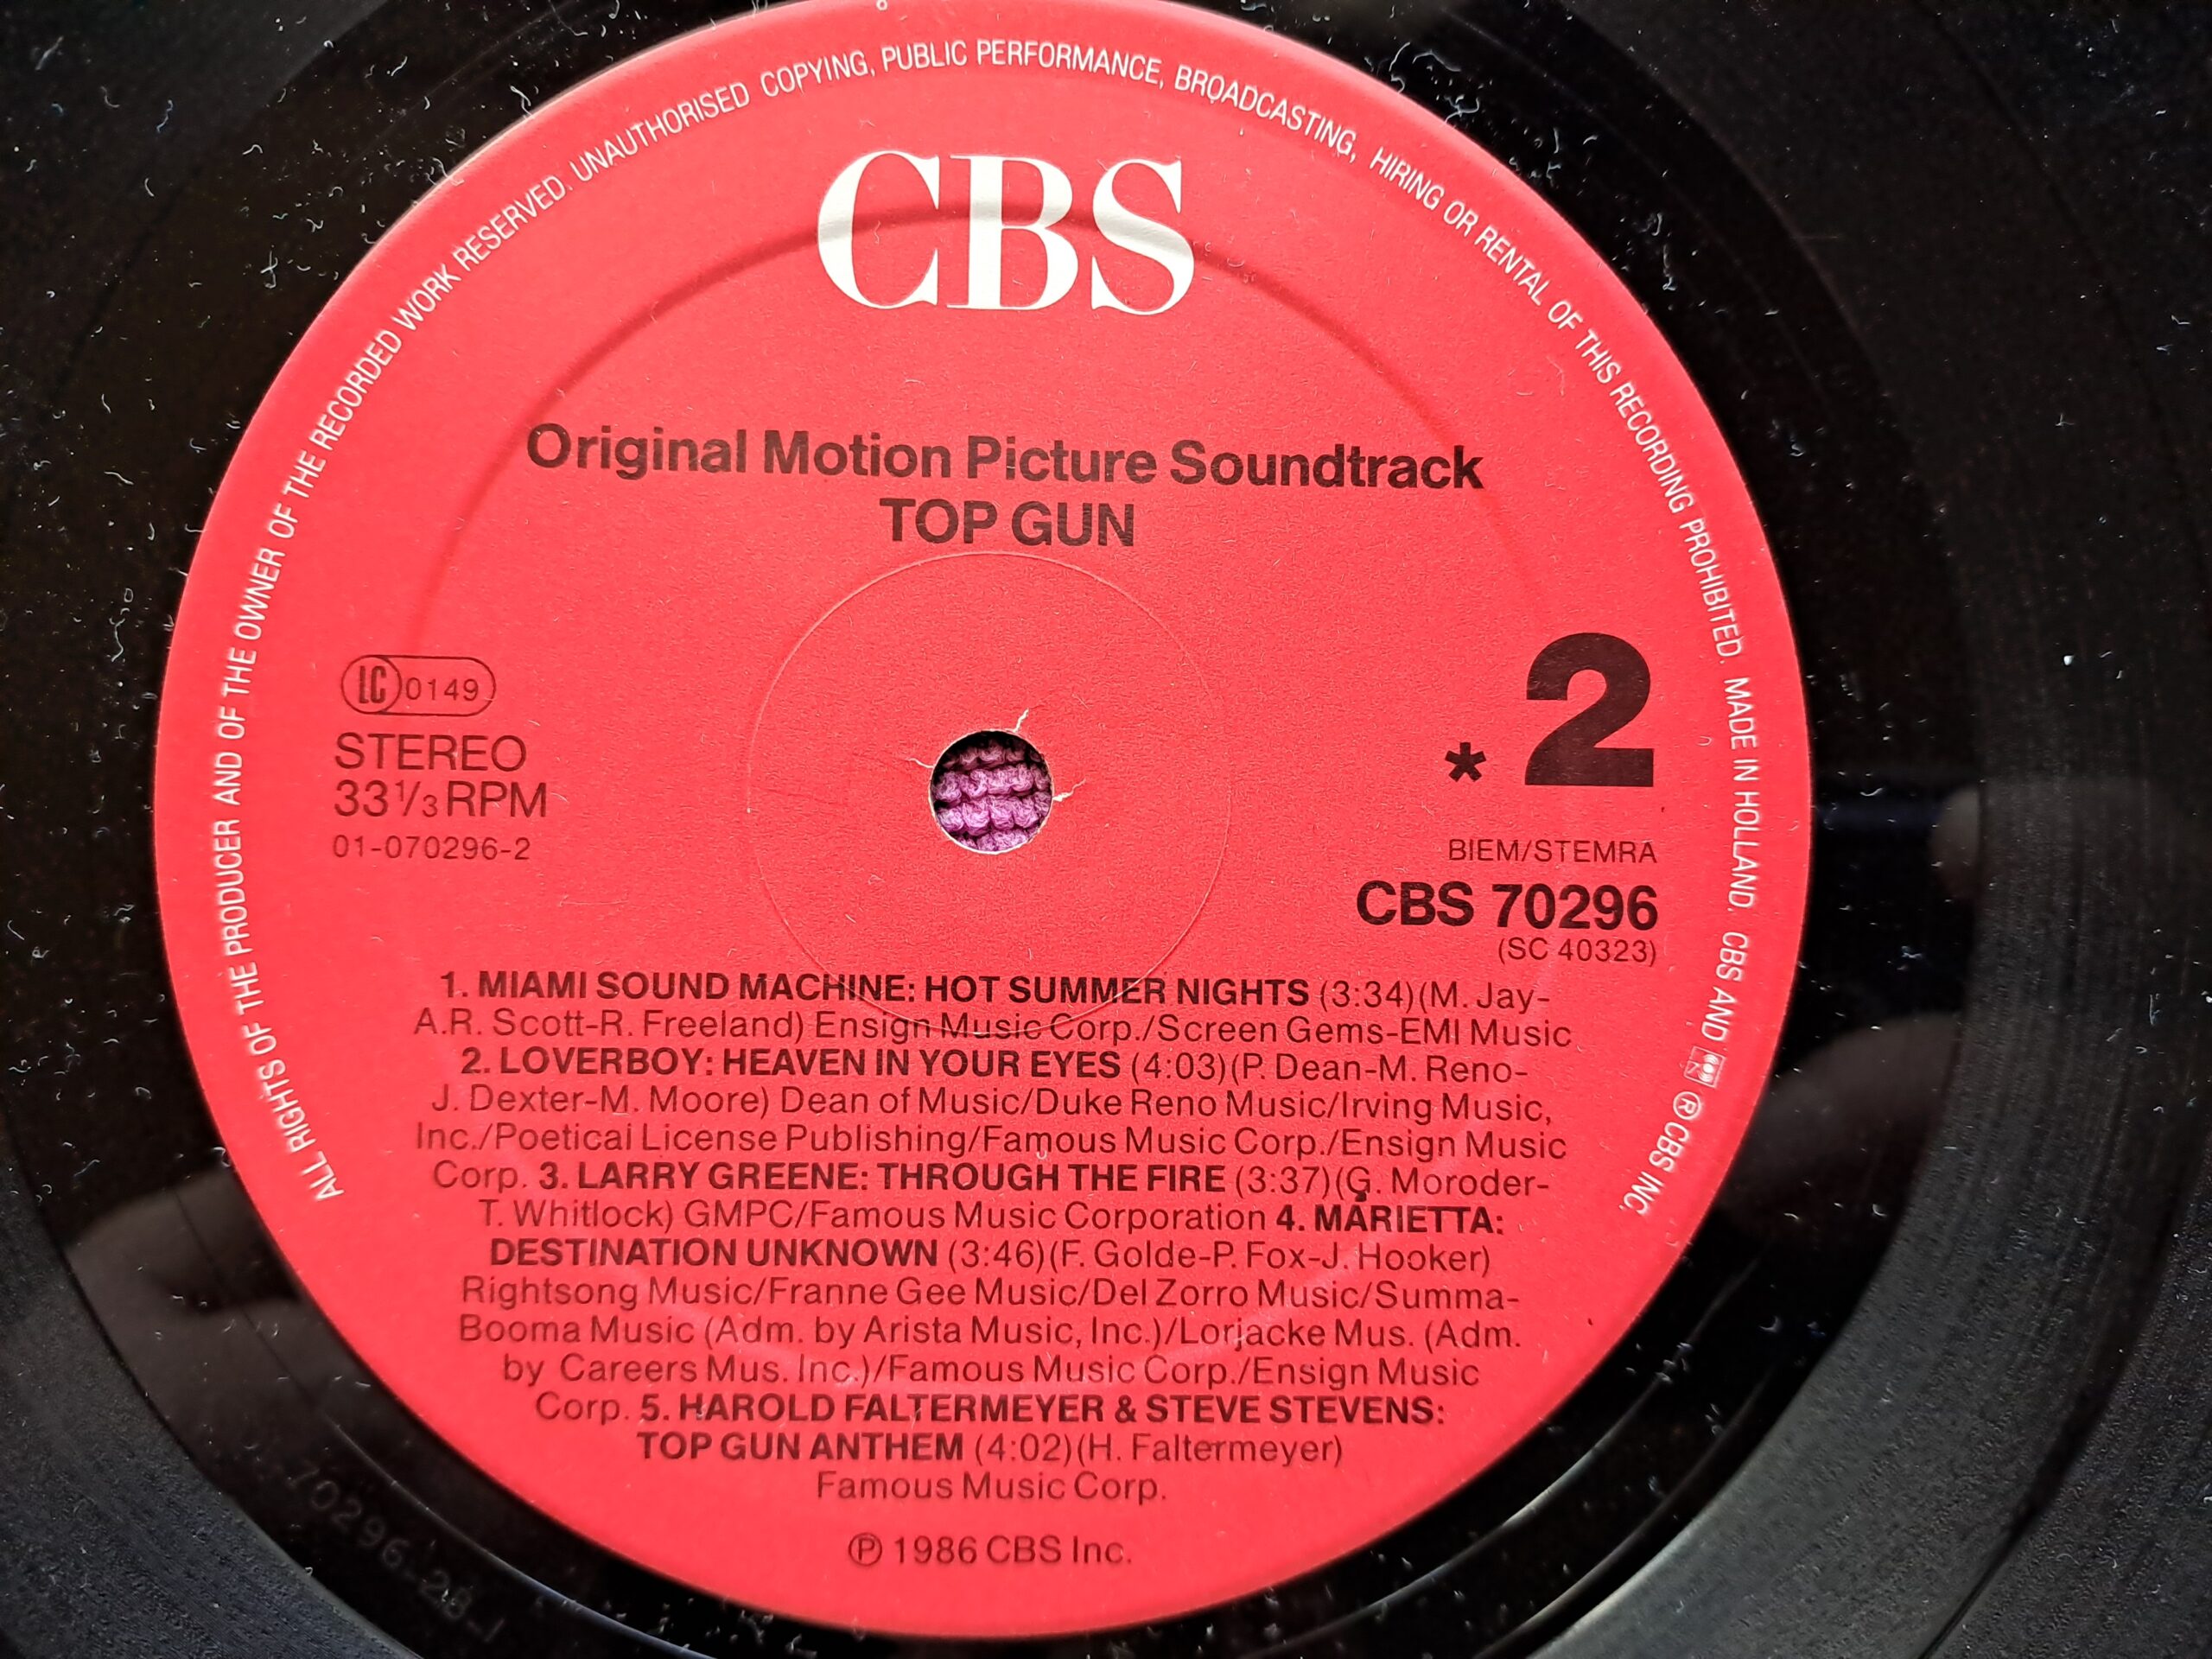 ALL RIGHTS OF THE PRODUCER AND OF THE OWNER OF THE RECORDED WORK RESERVED. UNAUTHORISED COPYING, PUBLIC PERFORMANCE, BROADCASTING, HIRING OR RENTAL OF THIS RECORDING PROHIBITED. MADE IN HOLLAND. CBS AND ® CBS INC.
CBS
Original Motion Picture Soundtrack
TOP GUN
LC 0149
STEREO
33 1/3 RPM
01-070296-2
* 2
BIEM/STEMRA
CBS 70296
(SC 40323)
1. MIAMI SOUND MACHINE: HOT SUMMER NIGHTS (3:34)(M. Jay-
A.R. Scott-R. Freeland) Ensign Music Corp./Screen Gems-EMI Music
2. LOVERBOY: HEAVEN IN YOUR EYES (4:03)(P. Dean-M. Reno-
J. Dexter-M. Moore) Dean of Music/Duke Reno Music/Irving Music,
Inc./Poetical License Publishing/Famous Music Corp./Ensign Music
Corp. 3. LARRY GREENE: THROUGH THE FIRE (3:37)(G. Moroder-
T. Whitlock) GMPC/Famous Music Corporation 4. MARIETTA:
DESTINATION UNKNOWN (3:46)(F. Golde-P. Fox-J. Hooker)
Rightsong Music/Franne Gee Music/Del Zorro Music/Summa-
Booma Music (Adm. by Arista Music, Inc.)/Lorjacke Mus. (Adm.
by Careers Mus. Inc.)/Famous Music Corp./Ensign Music
Corp. 5. HAROLD FALTERMEYER & STEVE STEVENS:
TOP GUN ANTHEM (4:02)(H. Faltermeyer)
Famous Music Corp.
℗ 1986 CBS Inc.